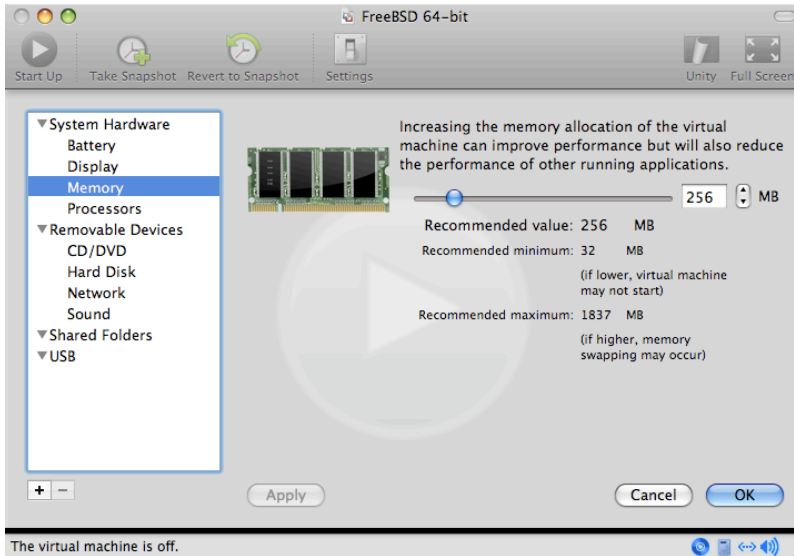 FreeBSD 64-bit
Start Up
Take Snapshot
Revert to Snapshot
Settings
Unity
Full Screen
System Hardware
Battery
Display
Memory
Processors
Removable Devices
CD/DVD
Hard Disk
Network
Sound
Shared Folders
USB
Increasing the memory allocation of the virtual
machine can improve performance but will also reduce
the performance of other running applications.
256 MB
Recommended value: 256 MB
Recommended minimum: 32 MB
(if lower, virtual machine
may not start)
Recommended maximum: 1837 MB
(if higher, memory
swapping may occur)
+ −
Apply
Cancel
OK
The virtual machine is off.